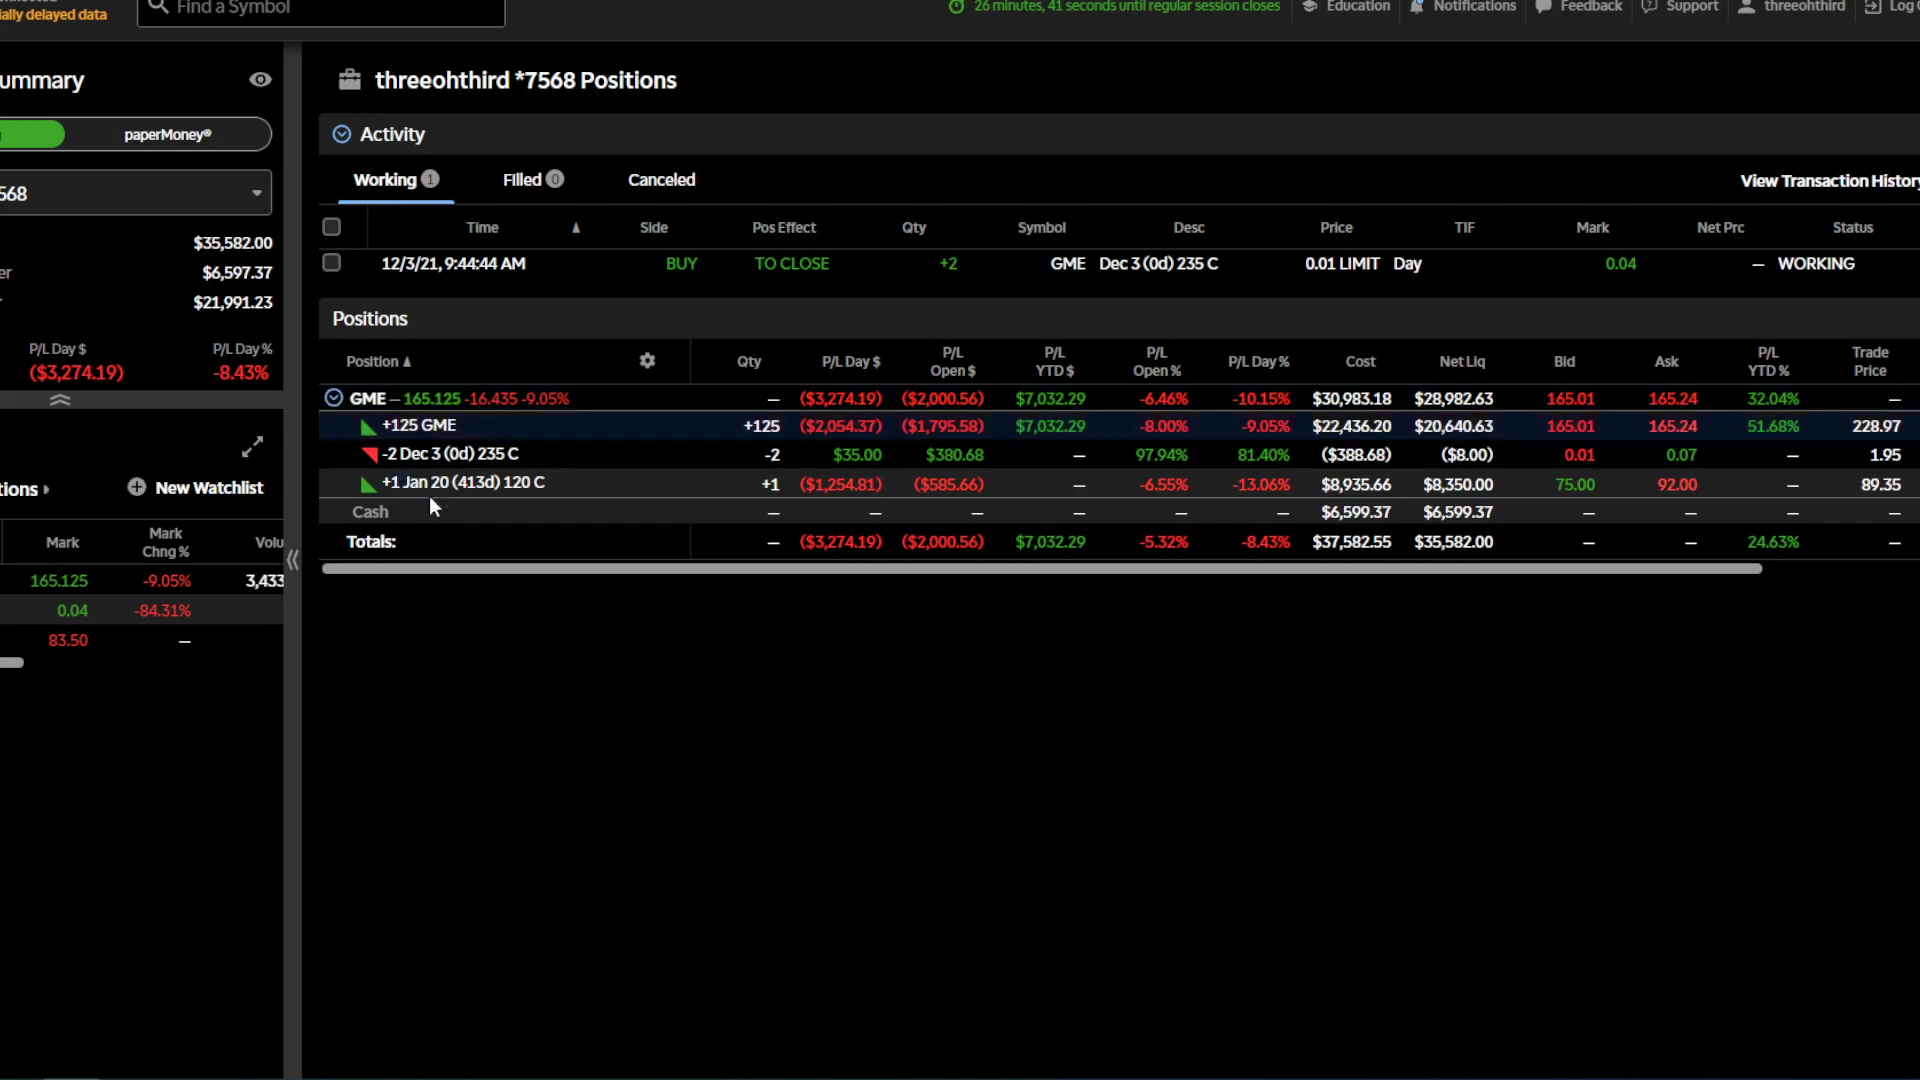 ially delayed data
Find a Symbol
26 minutes, 41 seconds until regular session closes
Education
Notifications
Feedback
Support
threeohthird
Log
ummary
threeohthird *7568 Positions
paperMoney®
Activity
568
Working 1 Filled 0 Canceled View Transaction History
Time ▲ Side Pos Effect Qty Symbol Desc Price TIF Mark Net Prc Status
12/3/21, 9:44:44 AM BUY TO CLOSE +2 GME Dec 3 (0d) 235 C 0.01 LIMIT Day 0.04 — WORKING
$35,582.00
er $6,597.37
$21,991.23
P/L Day $ P/L Day %
($3,274.19) -8.43%
Positions
Position ▲ Qty P/L Day $ P/L Open $ P/L YTD $ P/L Open % P/L Day % Cost Net Liq Bid Ask P/L YTD % Trade Price
GME — 165.125 -16.435 -9.05% — ($3,274.19) ($2,000.56) $7,032.29 -6.46% -10.15% $30,983.18 $28,982.63 165.01 165.24 32.04% —
+125 GME +125 ($2,054.37) ($1,795.58) $7,032.29 -8.00% -9.05% $22,436.20 $20,640.63 165.01 165.24 51.68% 228.97
-2 Dec 3 (0d) 235 C -2 $35.00 $380.68 — 97.94% 81.40% ($388.68) ($8.00) 0.01 0.07 — 1.95
+1 Jan 20 (413d) 120 C +1 ($1,254.81) ($585.66) — -6.55% -13.06% $8,935.66 $8,350.00 75.00 92.00 — 89.35
Cash — — — — — — $6,599.37 $6,599.37 — — — —
Totals: — ($3,274.19) ($2,000.56) $7,032.29 -5.32% -8.43% $37,582.55 $35,582.00 — — 24.63% —
tions New Watchlist
Mark Mark Chng % Volu
165.125 -9.05% 3,433
0.04 -84.31%
83.50 —